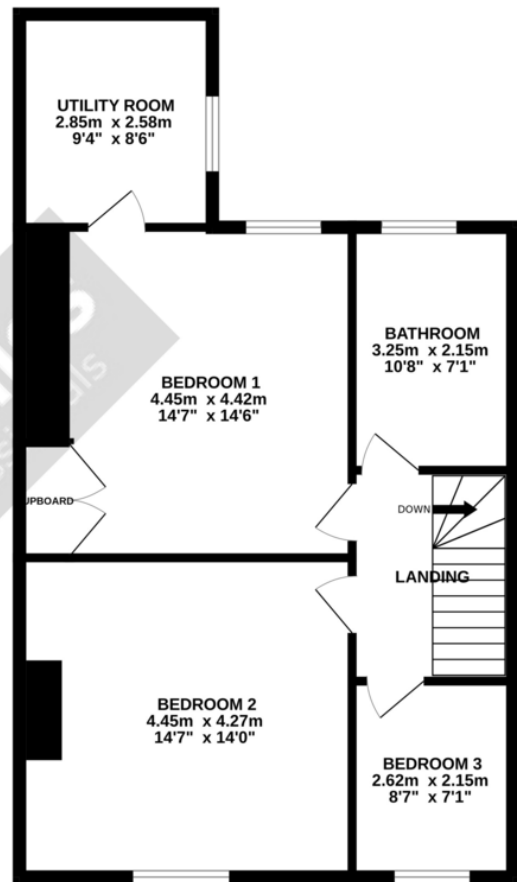 UTILITY ROOM
2.85m x 2.58m
9'4" x 8'6"
BEDROOM 1
4.45m x 4.42m
14'7" x 14'6"
BATHROOM
3.25m x 2.15m
10'8" x 7'1"
UPBOARD
DOWN
LANDING
BEDROOM 2
4.45m x 4.27m
14'7" x 14'0"
BEDROOM 3
2.62m x 2.15m
8'7" x 7'1"